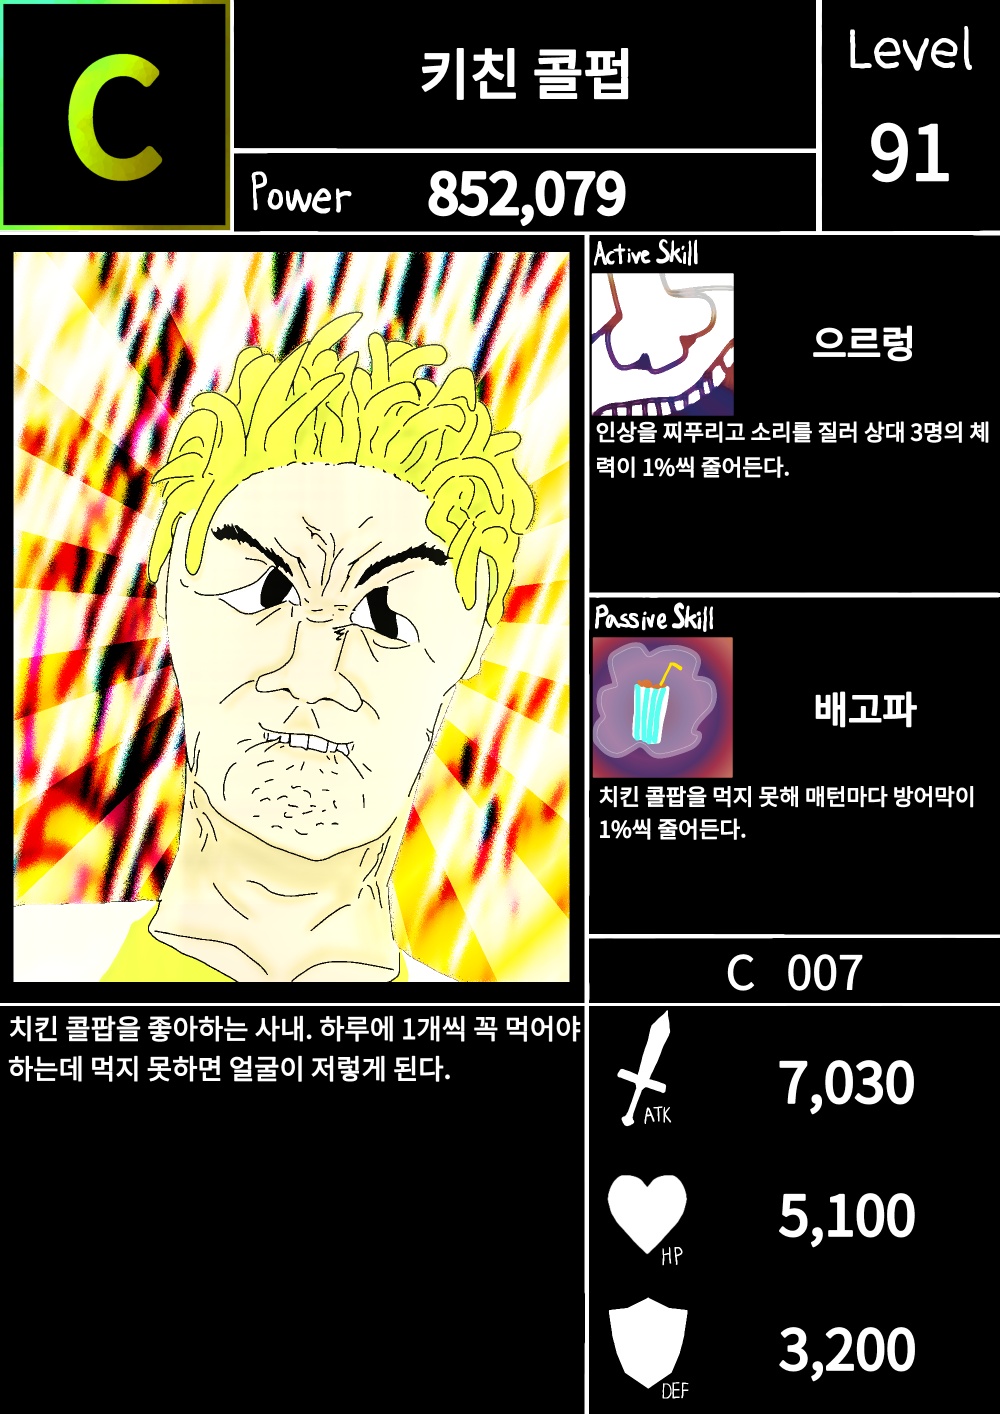 C
키친 콜펍
Power 852,079
Level
91
Active Skill
으르렁
인상을 찌푸리고 소리를 질러 상대 3명의 체
력이 1%씩 줄어든다.
Passive Skill
배고파
치킨 콜팝을 먹지 못해 매턴마다 방어막이
1%씩 줄어든다.
C 007
치킨 콜팝을 좋아하는 사내. 하루에 1개씩 꼭 먹어야
하는데 먹지 못하면 얼굴이 저렇게 된다.
ATK 7,030
HP 5,100
DEF 3,200